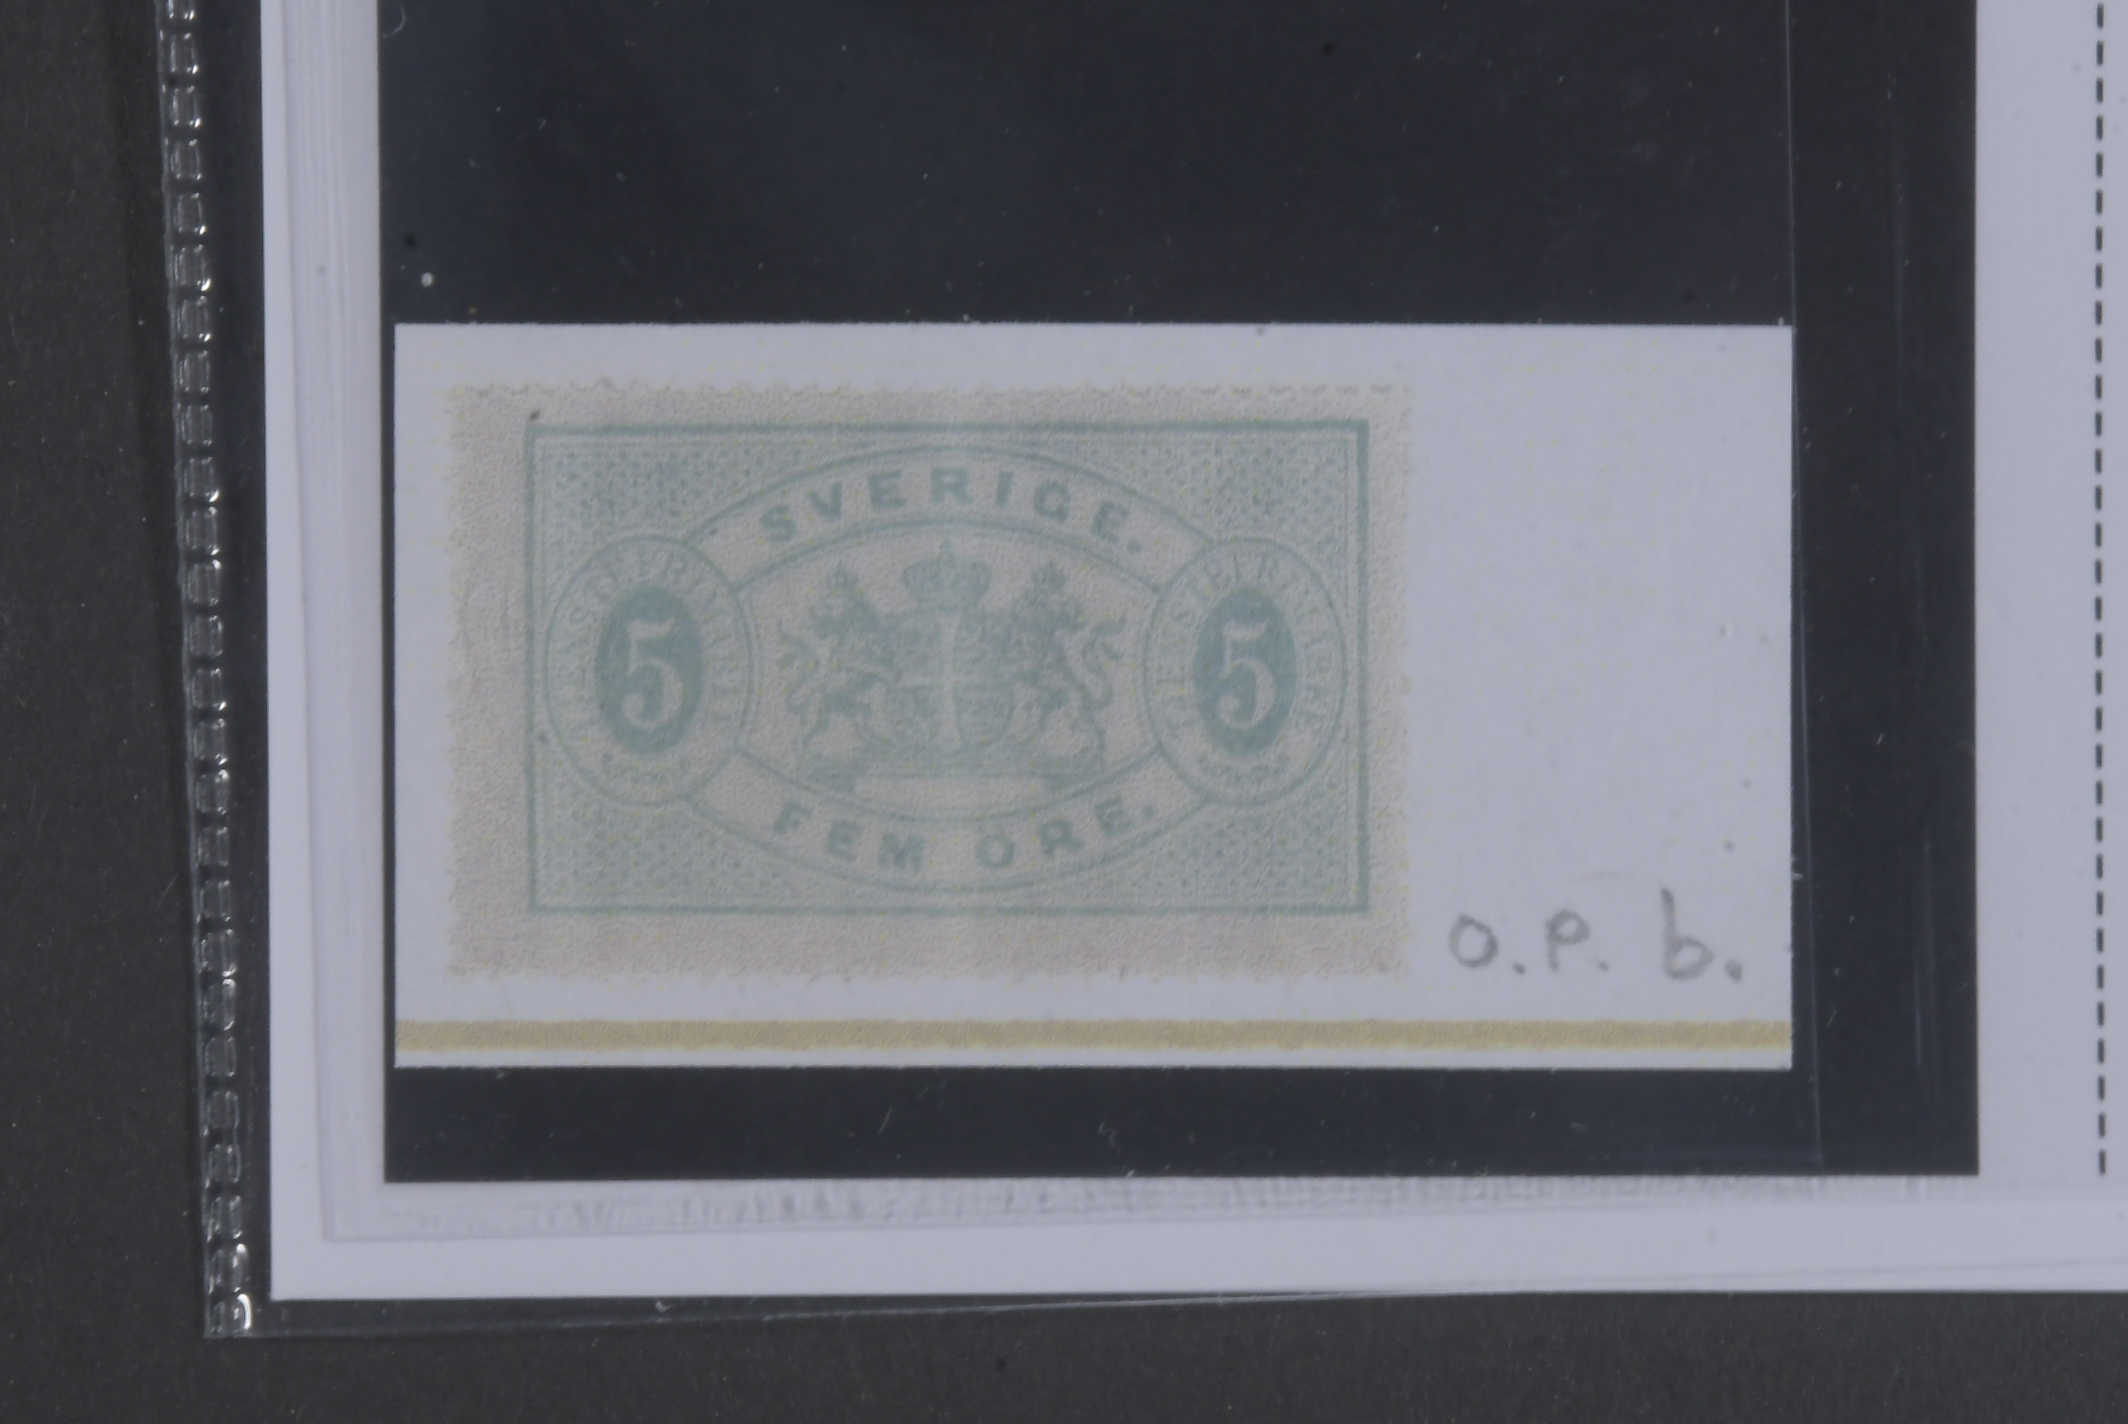 SVERIGE.
5 5
FEM ÖRE.
o.p. b.